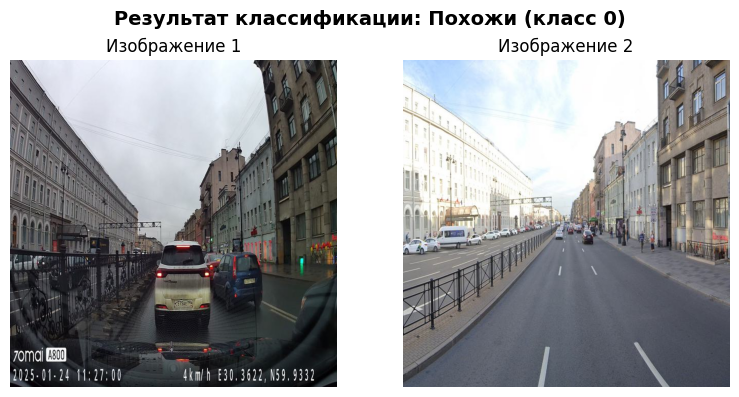 Результат классификации: Похожи (класс 0)
Изображение 1
Изображение 2
70mai A800
2025-01-24 11:27:00 4km/h E30.3622,N59.9332